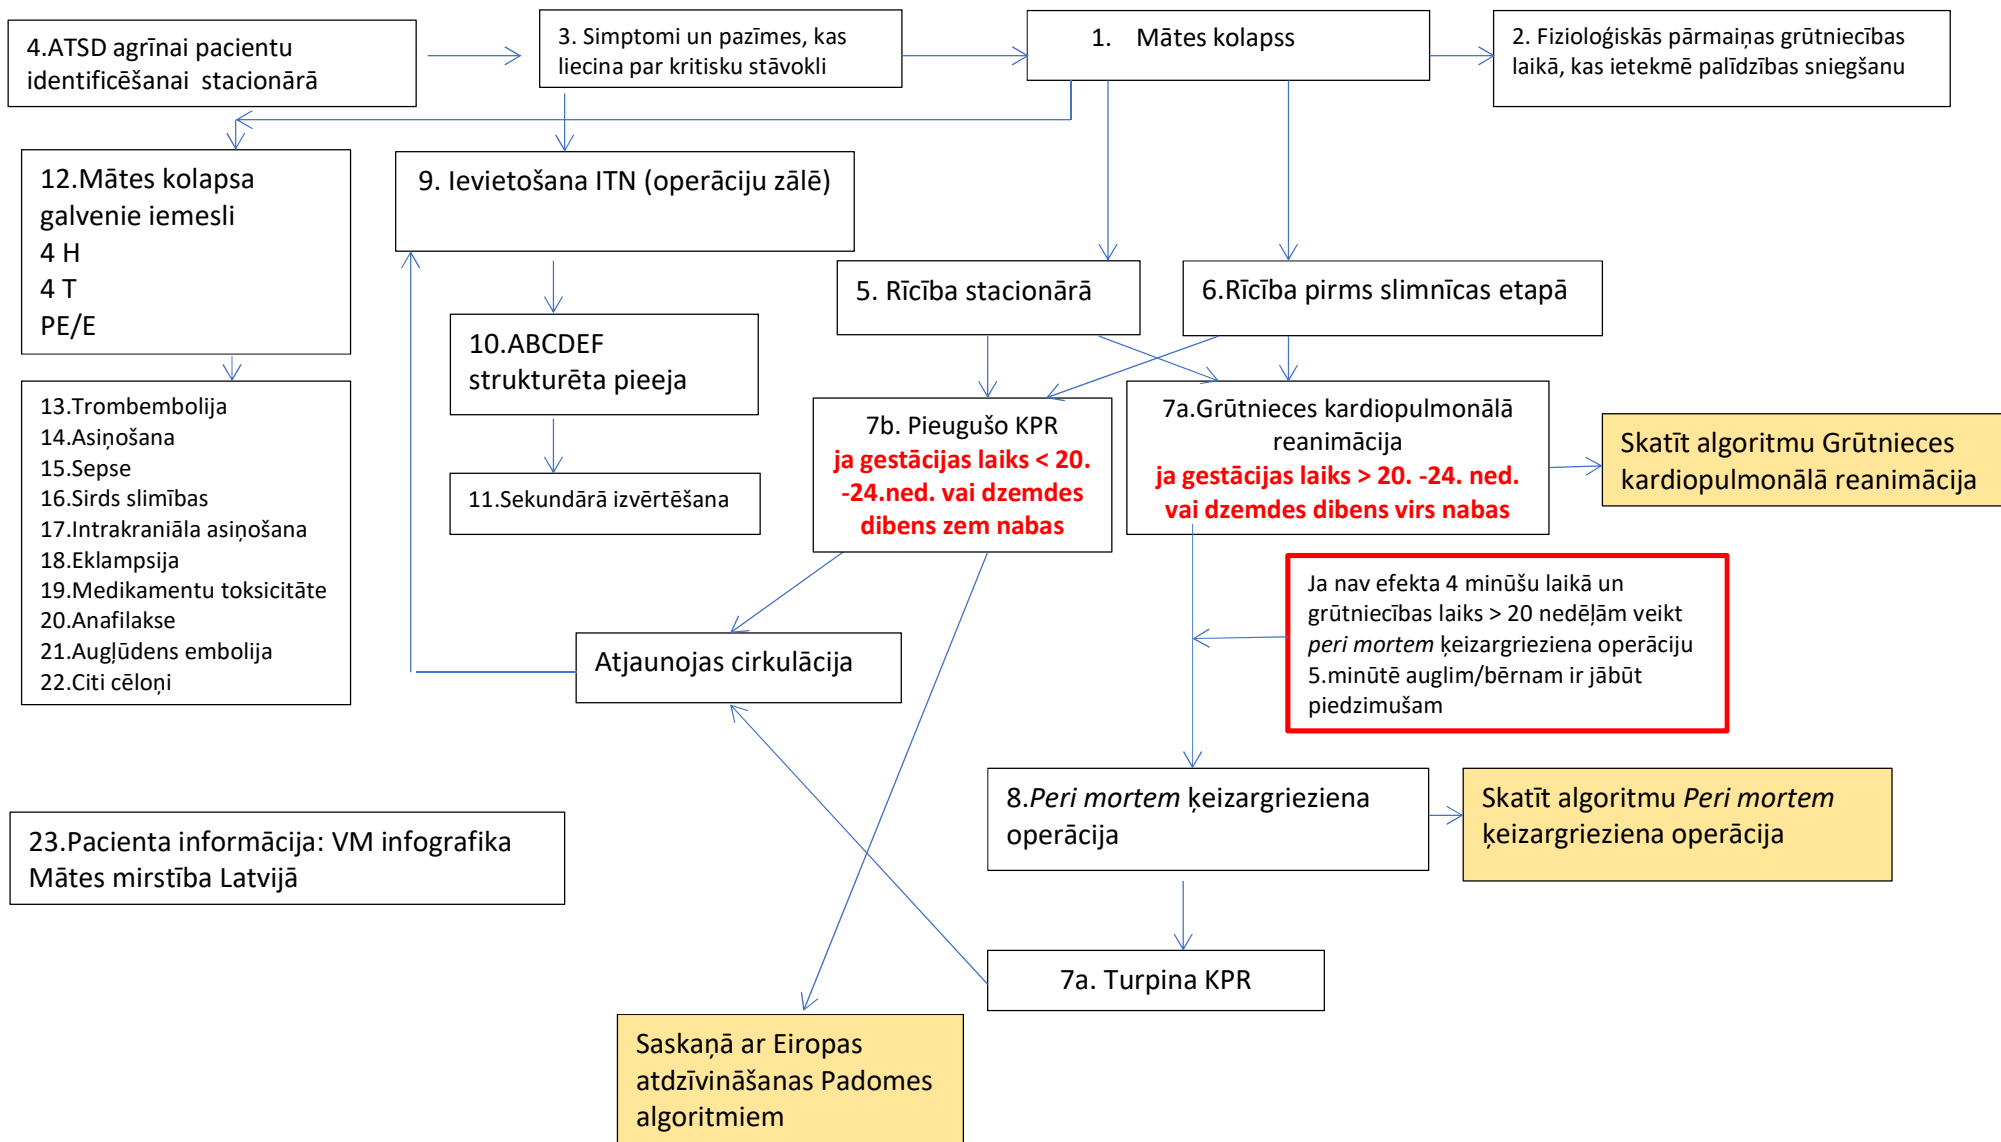 4.ATSD agrīnai pacientu
identificēšanai stacionārā
3. Simptomi un pazīmes, kas
liecina par kritisku stāvokli
1. Mātes kolapss
2. Fizioloģiskās pārmaiņas grūtniecības
laikā, kas ietekmē palīdzības sniegšanu
12.Mātes kolapsa
galvenie iemesli
4 H
4 T
PE/E
9. Ievietošana ITN (operāciju zālē)
5. Rīcība stacionārā
6.Rīcība pirms slimnīcas etapā
10.ABCDEF
strukturēta pieeja
13.Trombembolija
14.Asiņošana
15.Sepse
16.Sirds slimības
17.Intrakraniāla asiņošana
18.Eklampsija
19.Medikamentu toksicitāte
20.Anafilakse
21.Augļūdens embolija
22.Citi cēloņi
11.Sekundārā izvērtēšana
7b. Pieugušo KPR
ja gestācijas laiks < 20.
-24.ned. vai dzemdes
dibens zem nabas
7a.Grūtnieces kardiopulmonālā
reanimācija
ja gestācijas laiks > 20. -24. ned.
vai dzemdes dibens virs nabas
Skatīt algoritmu Grūtnieces
kardiopulmonālā reanimācija
Ja nav efekta 4 minūšu laikā un
grūtniecības laiks > 20 nedēļām veikt
peri mortem ķeizargrieziena operāciju
5.minūtē auglim/bērnam ir jābūt
piedzimušam
Atjaunojas cirkulācija
8.Peri mortem ķeizargrieziena
operācija
Skatīt algoritmu Peri mortem
ķeizargrieziena operācija
23.Pacienta informācija: VM infografika
Mātes mirstība Latvijā
7a. Turpina KPR
Saskaņā ar Eiropas
atdzīvināšanas Padomes
algoritmiem